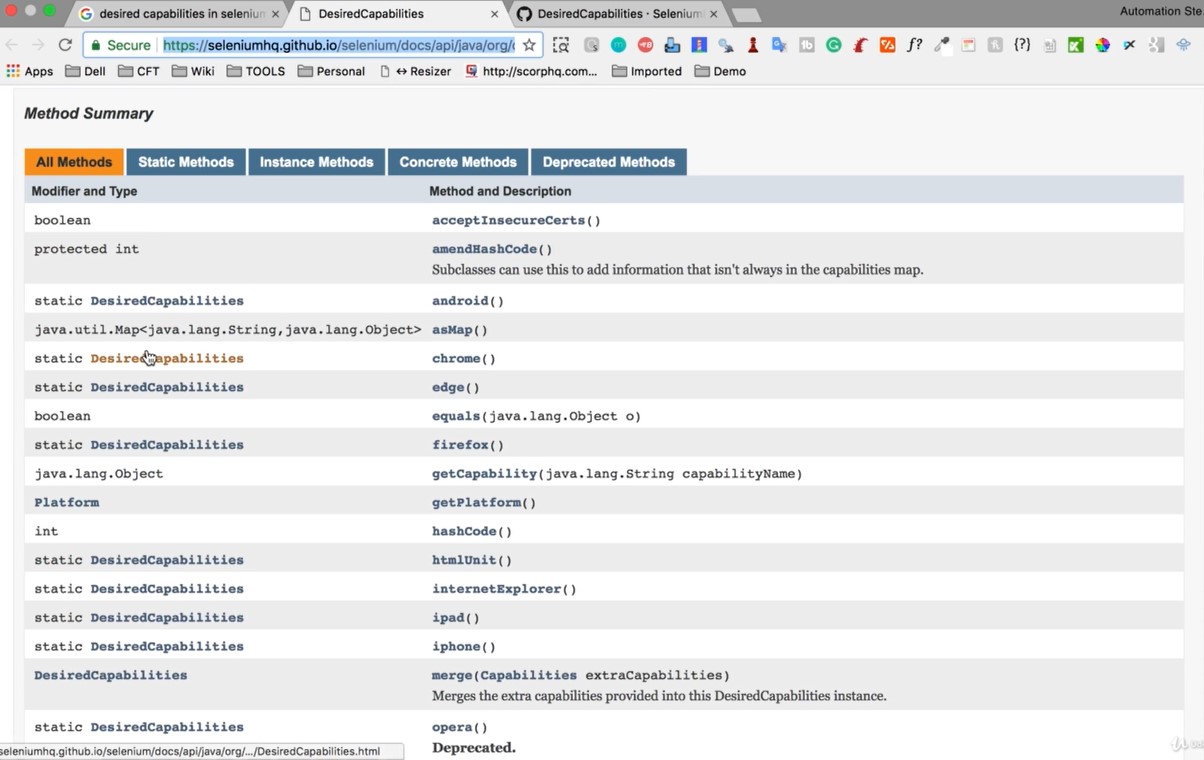 desired capabilities in selenium
DesiredCapabilities
DesiredCapabilities · Selenium
Automation Ste
Secure
https://seleniumhq.github.io/selenium/docs/api/java/org/
Apps
Dell
CFT
Wiki
TOOLS
Personal
↔ Resizer
http://scorphq.com...
Imported
Demo
Method Summary
All Methods Static Methods Instance Methods Concrete Methods Deprecated Methods
Modifier and Type Method and Description
boolean acceptInsecureCerts()
protected int amendHashCode()
Subclasses can use this to add information that isn't always in the capabilities map.
static DesiredCapabilities android()
java.util.Map<java.lang.String,java.lang.Object> asMap()
static DesiredCapabilities chrome()
static DesiredCapabilities edge()
boolean equals(java.lang.Object o)
static DesiredCapabilities firefox()
java.lang.Object getCapability(java.lang.String capabilityName)
Platform getPlatform()
int hashCode()
static DesiredCapabilities htmlUnit()
static DesiredCapabilities internetExplorer()
static DesiredCapabilities ipad()
static DesiredCapabilities iphone()
DesiredCapabilities merge(Capabilities extraCapabilities)
Merges the extra capabilities provided into this DesiredCapabilities instance.
static DesiredCapabilities opera()
Deprecated.
seleniumhq.github.io/selenium/docs/api/java/org/.../DesiredCapabilities.html